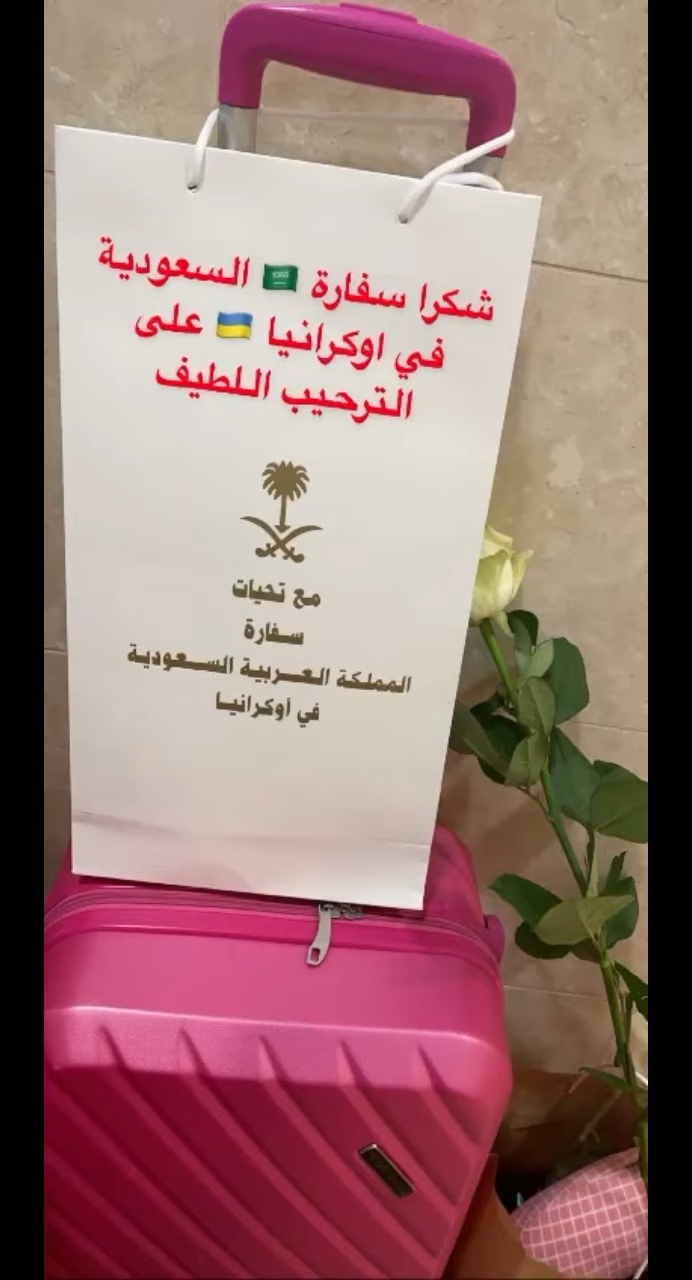 شكرا سفارة 🇸🇦 السعودية
في اوكرانيا 🇺🇦 على
الترحيب اللطيف
مع تحيات
سفارة
المملكة العربية السعودية
في أوكرانيا